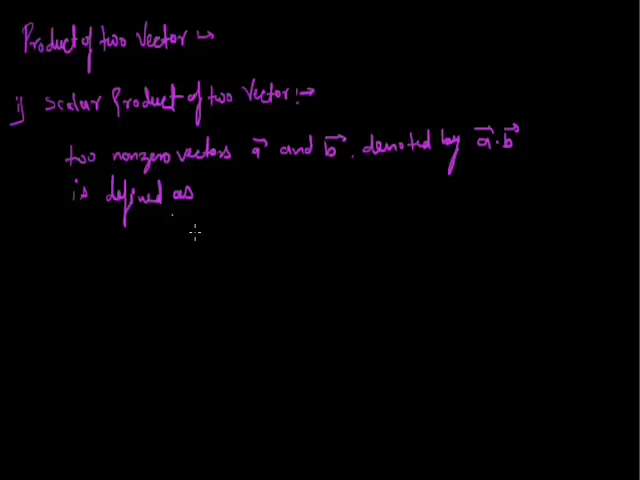 Product of two Vector →
i) Scalar Product of two Vector :→
two nonzero vectors a⃗ and b⃗, denoted by a⃗·b⃗
is defined as